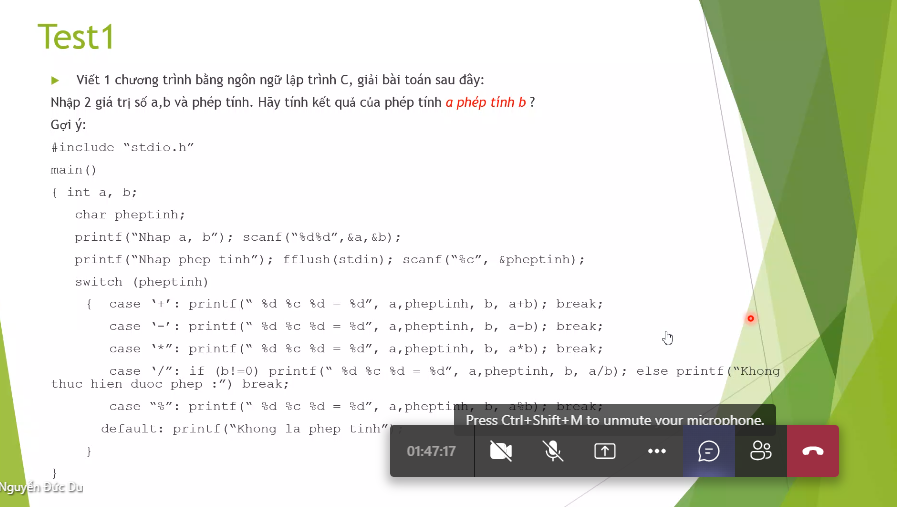 Test1
Viết 1 chương trình bằng ngôn ngữ lập trình C, giải bài toán sau đây:
Nhập 2 giá trị số a,b và phép tính. Hãy tính kết quả của phép tính a phép tính b ?
Gợi ý:
#include “stdio.h”
main()
{ int a, b;
char pheptinh;
printf(“Nhap a, b”); scanf(“%d%d”,&a,&b);
printf(“Nhap phep tinh”); fflush(stdin); scanf(“%c”, &pheptinh);
switch (pheptinh)
{ case ‘+’: printf(“ %d %c %d = %d”, a,pheptinh, b, a+b); break;
case ‘-’: printf(“ %d %c %d = %d”, a,pheptinh, b, a-b); break;
case ‘*”: printf(“ %d %c %d = %d”, a,pheptinh, b, a*b); break;
case ‘/”: if (b!=0) printf(“ %d %c %d = %d”, a,pheptinh, b, a/b); else printf(“Khong
thuc hien duoc phep :”) break;
case “%”: printf(“ %d %c %d = %d”, a,pheptinh, b, a%b); break;
Press Ctrl+Shift+M to unmute your microphone.
default: printf(“Khong la phep tinh”)
}
01:47:17
}
Nguyễn Đức Du